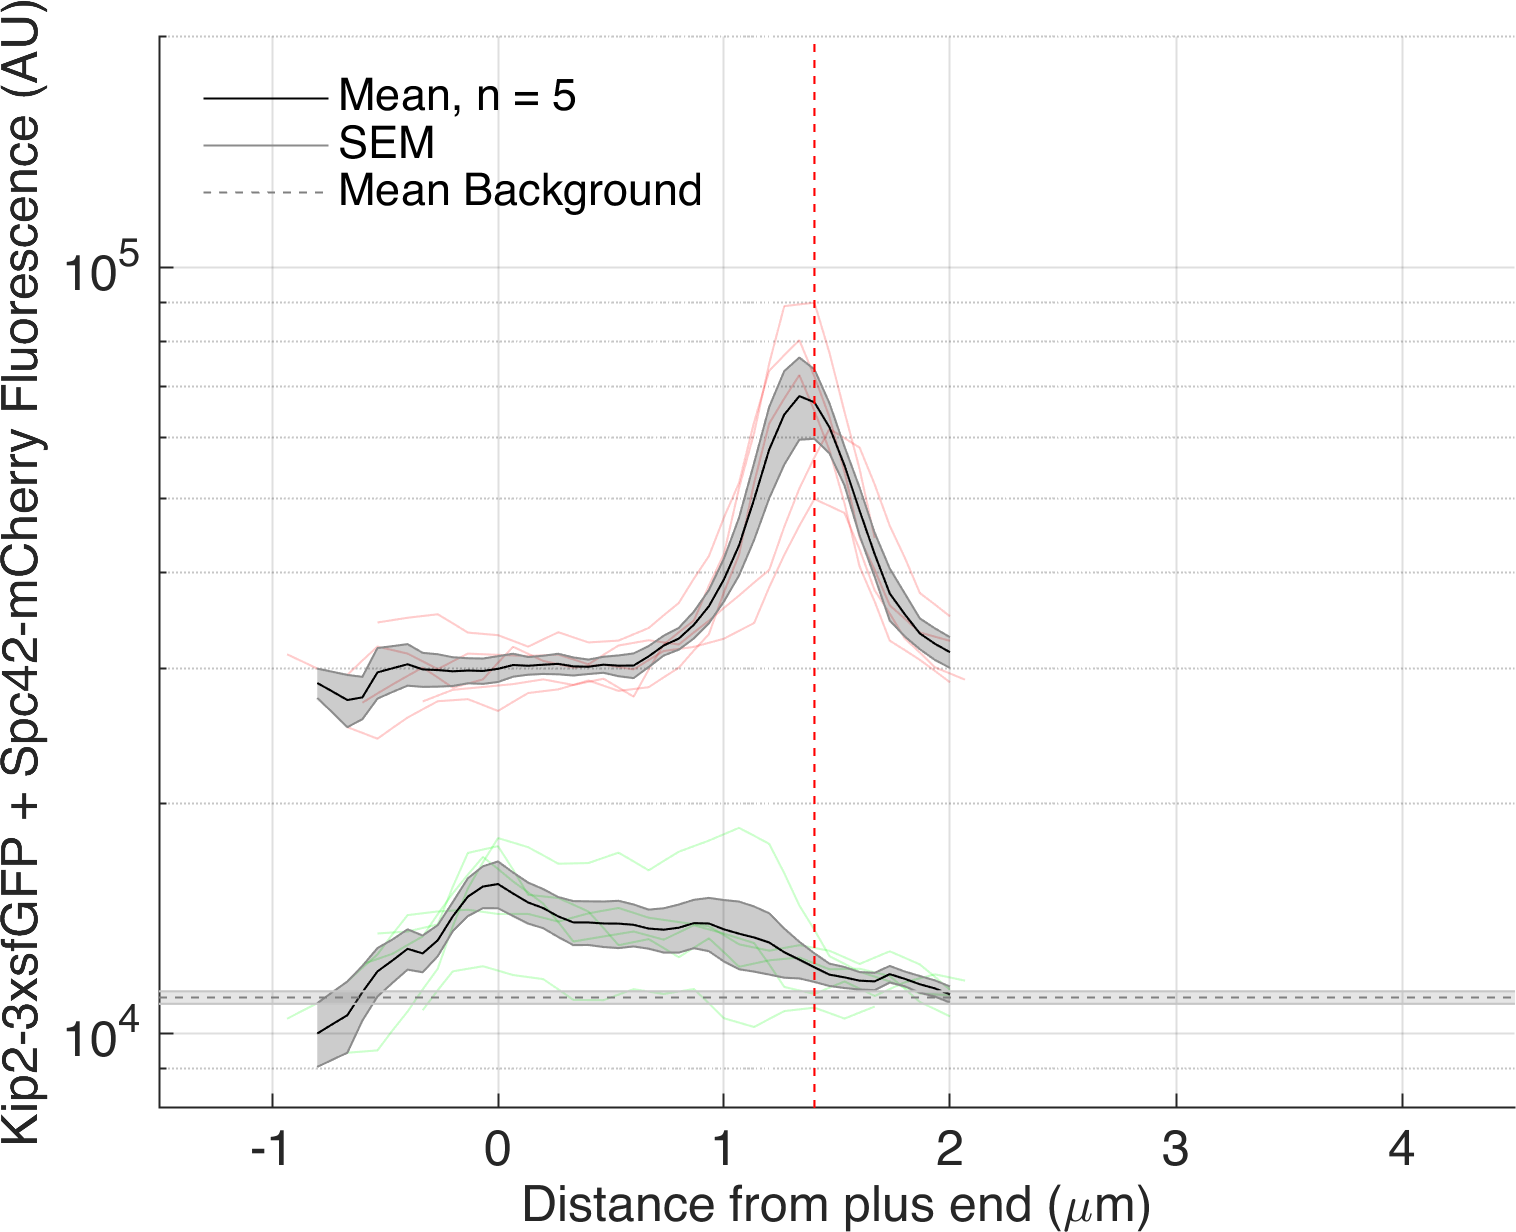 Kip2-3xsfGFP + Spc42-mCherry Fluorescence (AU)
Mean, n = 5
SEM
Mean Background
10^5
10^4
-1 0 1 2 3 4
Distance from plus end (μm)